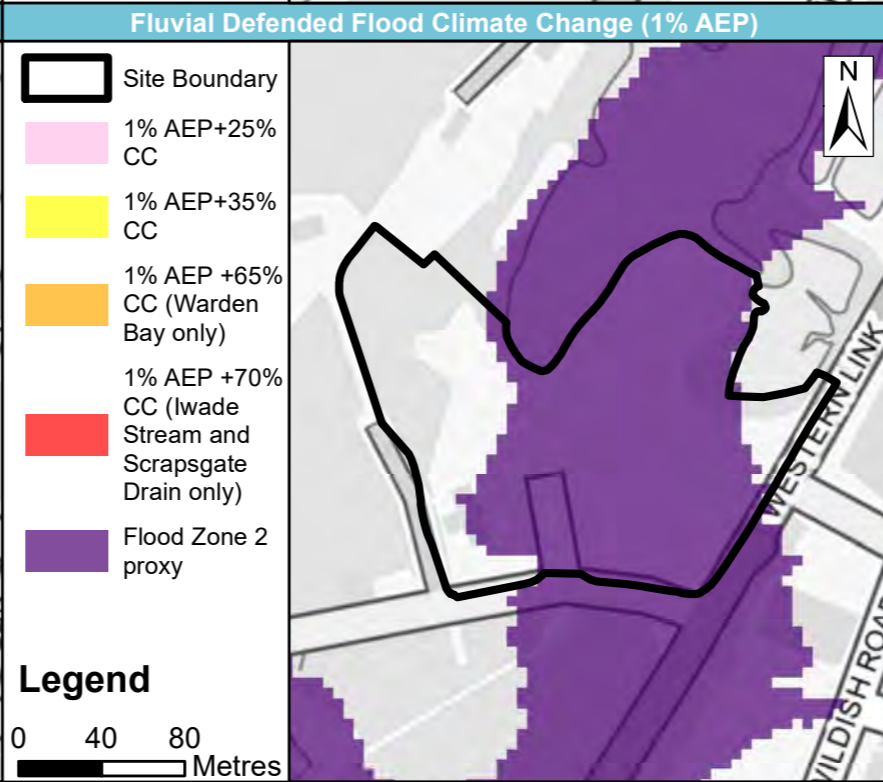 Fluvial Defended Flood Climate Change (1% AEP)
Site Boundary
1% AEP+25%
CC
1% AEP+35%
CC
1% AEP +65%
CC (Warden
Bay only)
1% AEP +70%
CC (Iwade
Stream and
Scrapsgate
Drain only)
Flood Zone 2
proxy
Legend
0 40 80
Metres
N
WESTERN LINK
WILDISH ROAD